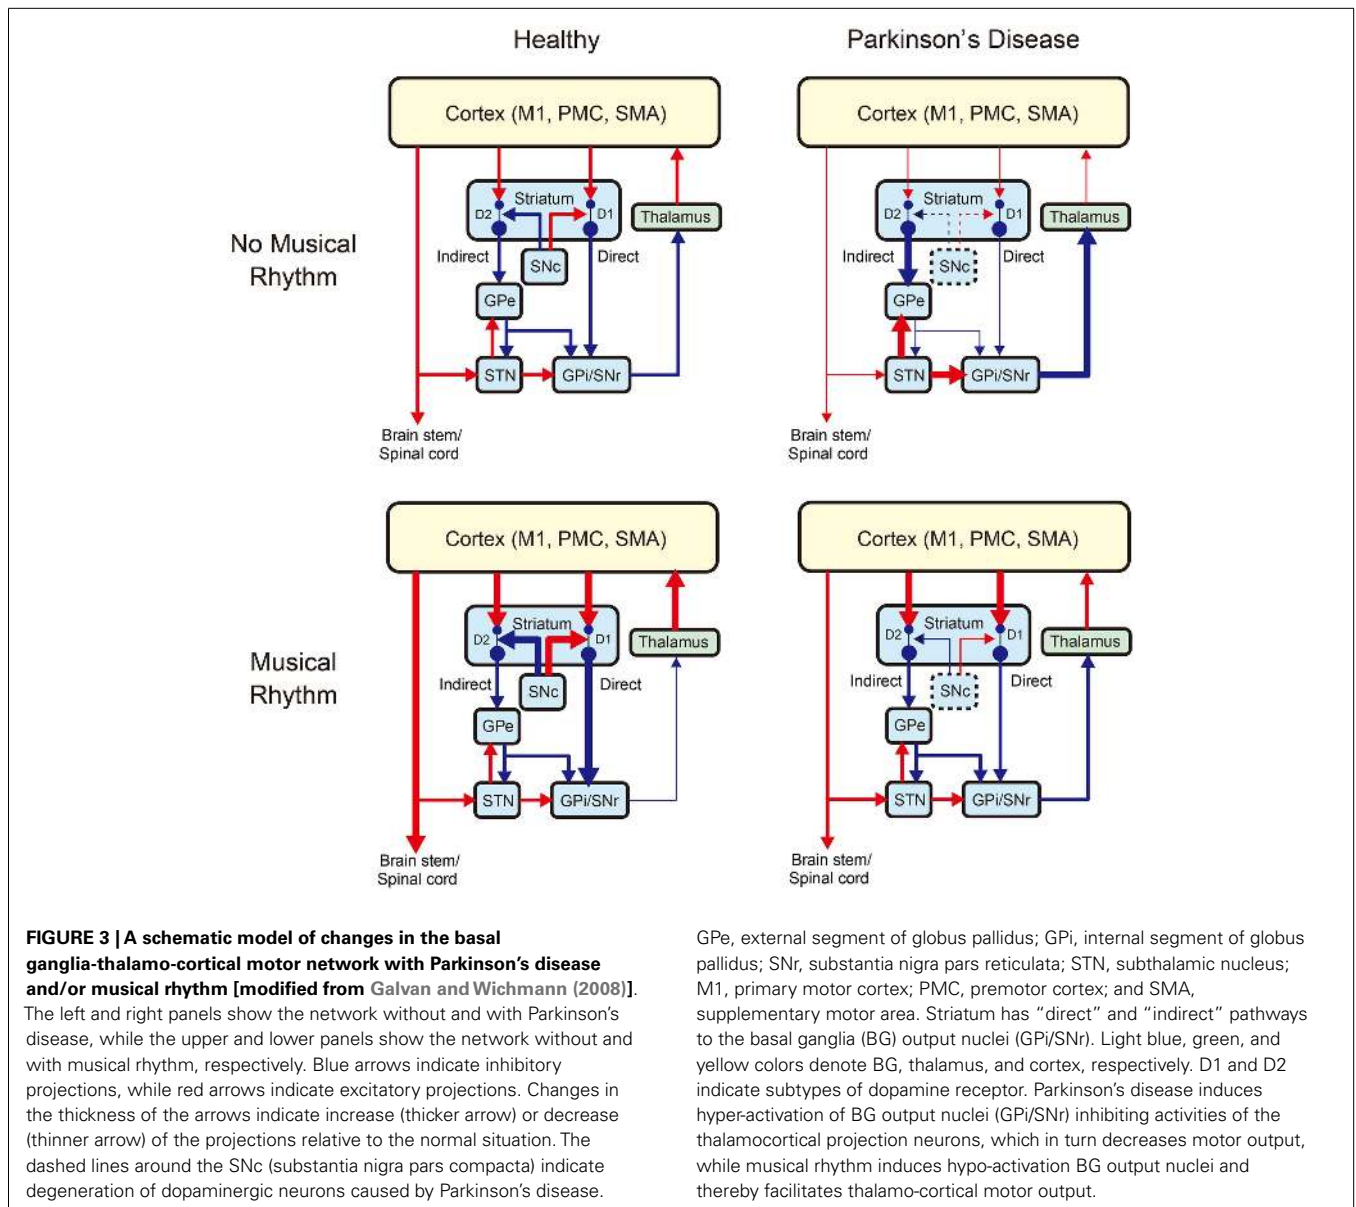 Healthy
Parkinson's Disease
No Musical
Rhythm
Cortex (M1, PMC, SMA)
Striatum
D2
D1
Thalamus
Indirect
SNc
Direct
GPe
STN
GPi/SNr
Brain stem/
Spinal cord
Cortex (M1, PMC, SMA)
Striatum
D2
D1
Thalamus
Indirect
SNc
Direct
GPe
STN
GPi/SNr
Brain stem/
Spinal cord
Musical
Rhythm
Cortex (M1, PMC, SMA)
Striatum
D2
D1
Thalamus
Indirect
SNc
Direct
GPe
STN
GPi/SNr
Brain stem/
Spinal cord
Cortex (M1, PMC, SMA)
Striatum
D2
D1
Thalamus
Indirect
SNc
Direct
GPe
STN
GPi/SNr
Brain stem/
Spinal cord
FIGURE 3 | A schematic model of changes in the basal
ganglia-thalamo-cortical motor network with Parkinson's disease
and/or musical rhythm [modified from Galvan and Wichmann (2008)].
The left and right panels show the network without and with Parkinson's
disease, while the upper and lower panels show the network without and
with musical rhythm, respectively. Blue arrows indicate inhibitory
projections, while red arrows indicate excitatory projections. Changes in
the thickness of the arrows indicate increase (thicker arrow) or decrease
(thinner arrow) of the projections relative to the normal situation. The
dashed lines around the SNc (substantia nigra pars compacta) indicate
degeneration of dopaminergic neurons caused by Parkinson's disease.
GPe, external segment of globus pallidus; GPi, internal segment of globus
pallidus; SNr, substantia nigra pars reticulata; STN, subthalamic nucleus;
M1, primary motor cortex; PMC, premotor cortex; and SMA,
supplementary motor area. Striatum has "direct" and "indirect" pathways
to the basal ganglia (BG) output nuclei (GPi/SNr). Light blue, green, and
yellow colors denote BG, thalamus, and cortex, respectively. D1 and D2
indicate subtypes of dopamine receptor. Parkinson's disease induces
hyper-activation of BG output nuclei (GPi/SNr) inhibiting activities of the
thalamocortical projection neurons, which in turn decreases motor output,
while musical rhythm induces hypo-activation BG output nuclei and
thereby facilitates thalamo-cortical motor output.